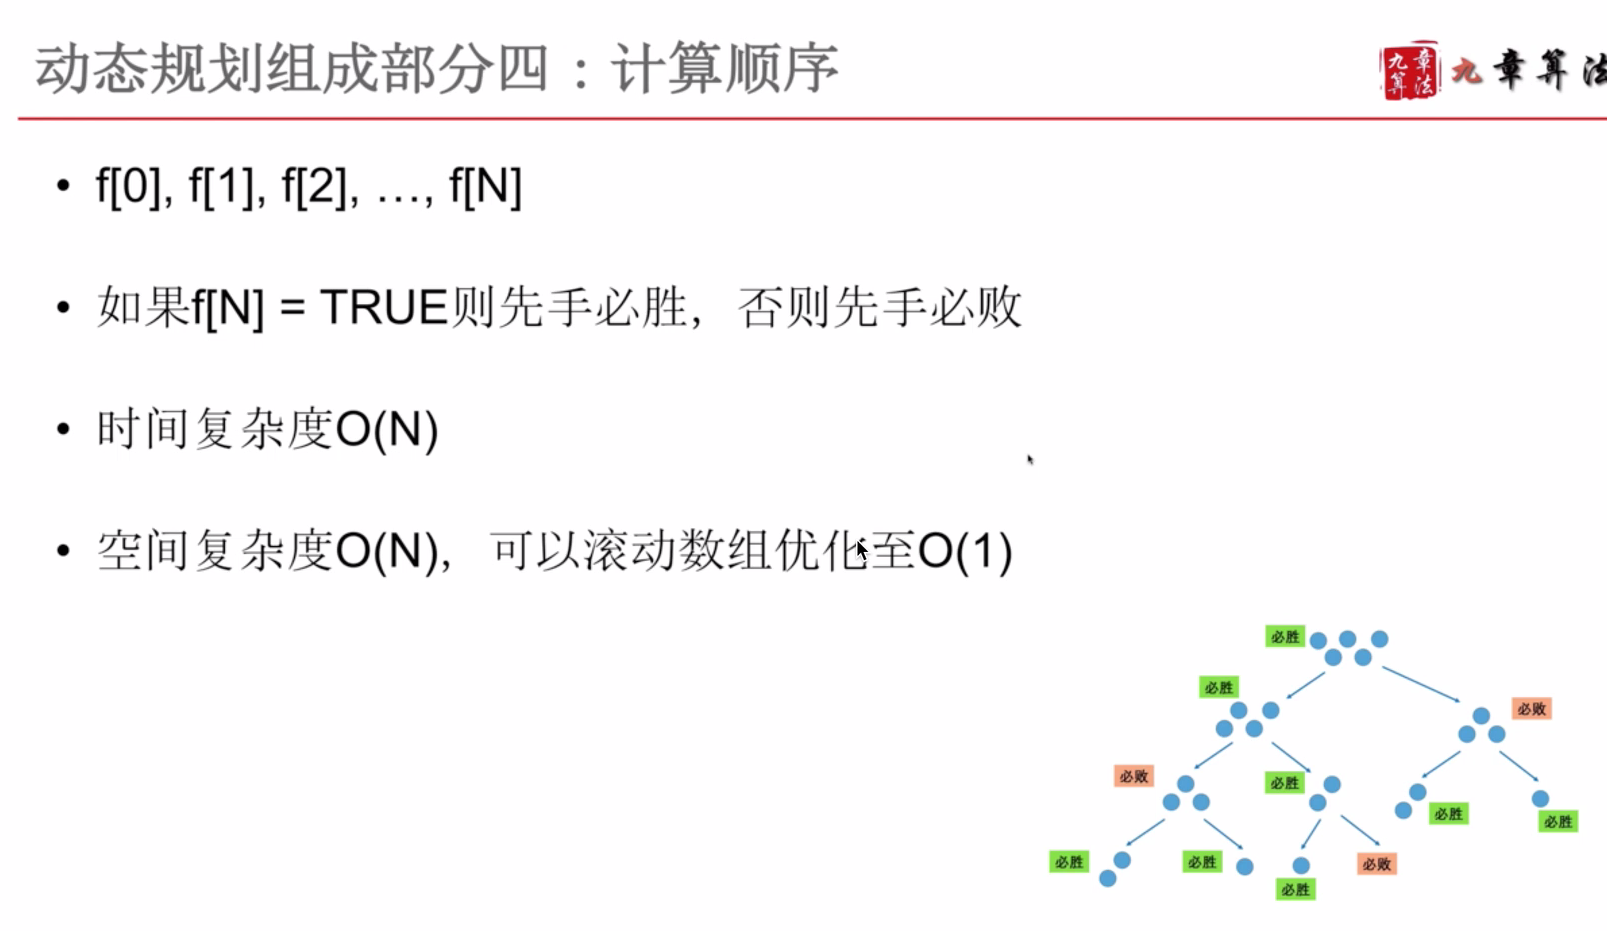 动态规划组成部分四：计算顺序
九章算法
九章算法
• f[0], f[1], f[2], …, f[N]
• 如果f[N] = TRUE则先手必胜，否则先手必败
• 时间复杂度O(N)
• 空间复杂度O(N)，可以滚动数组优化至O(1)
必胜
必胜
必败
必败
必胜
必胜
必胜
必胜
必胜
必胜
必败